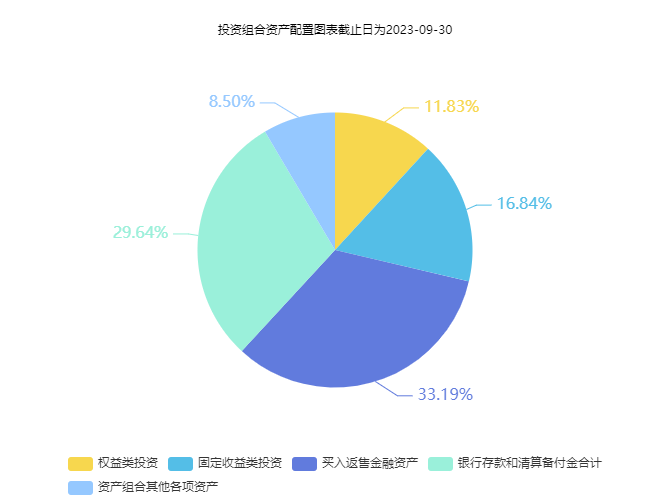 投资组合资产配置图表截止日为2023-09-30
8.50%
11.83%
16.84%
29.64%
33.19%
权益类投资 固定收益类投资 买入返售金融资产 银行存款和清算备付金合计
资产组合其他各项资产